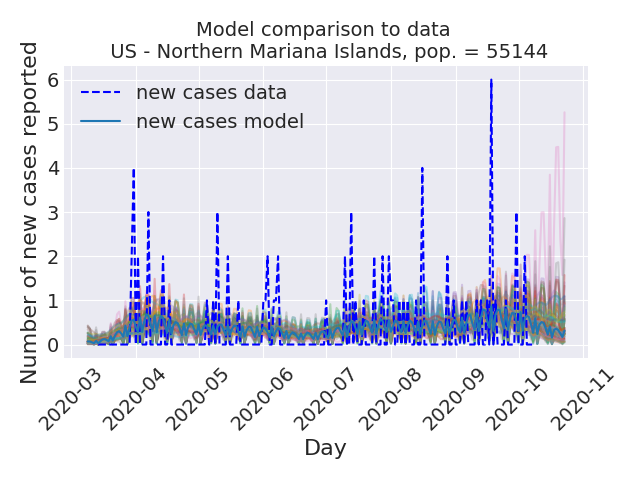 Model comparison to data
US - Northern Mariana Islands, pop. = 55144
Number of new cases reported
6
5
4
3
2
1
0
new cases data
new cases model
2020-03
2020-04
2020-05
2020-06
2020-07
2020-08
2020-09
2020-10
2020-11
Day